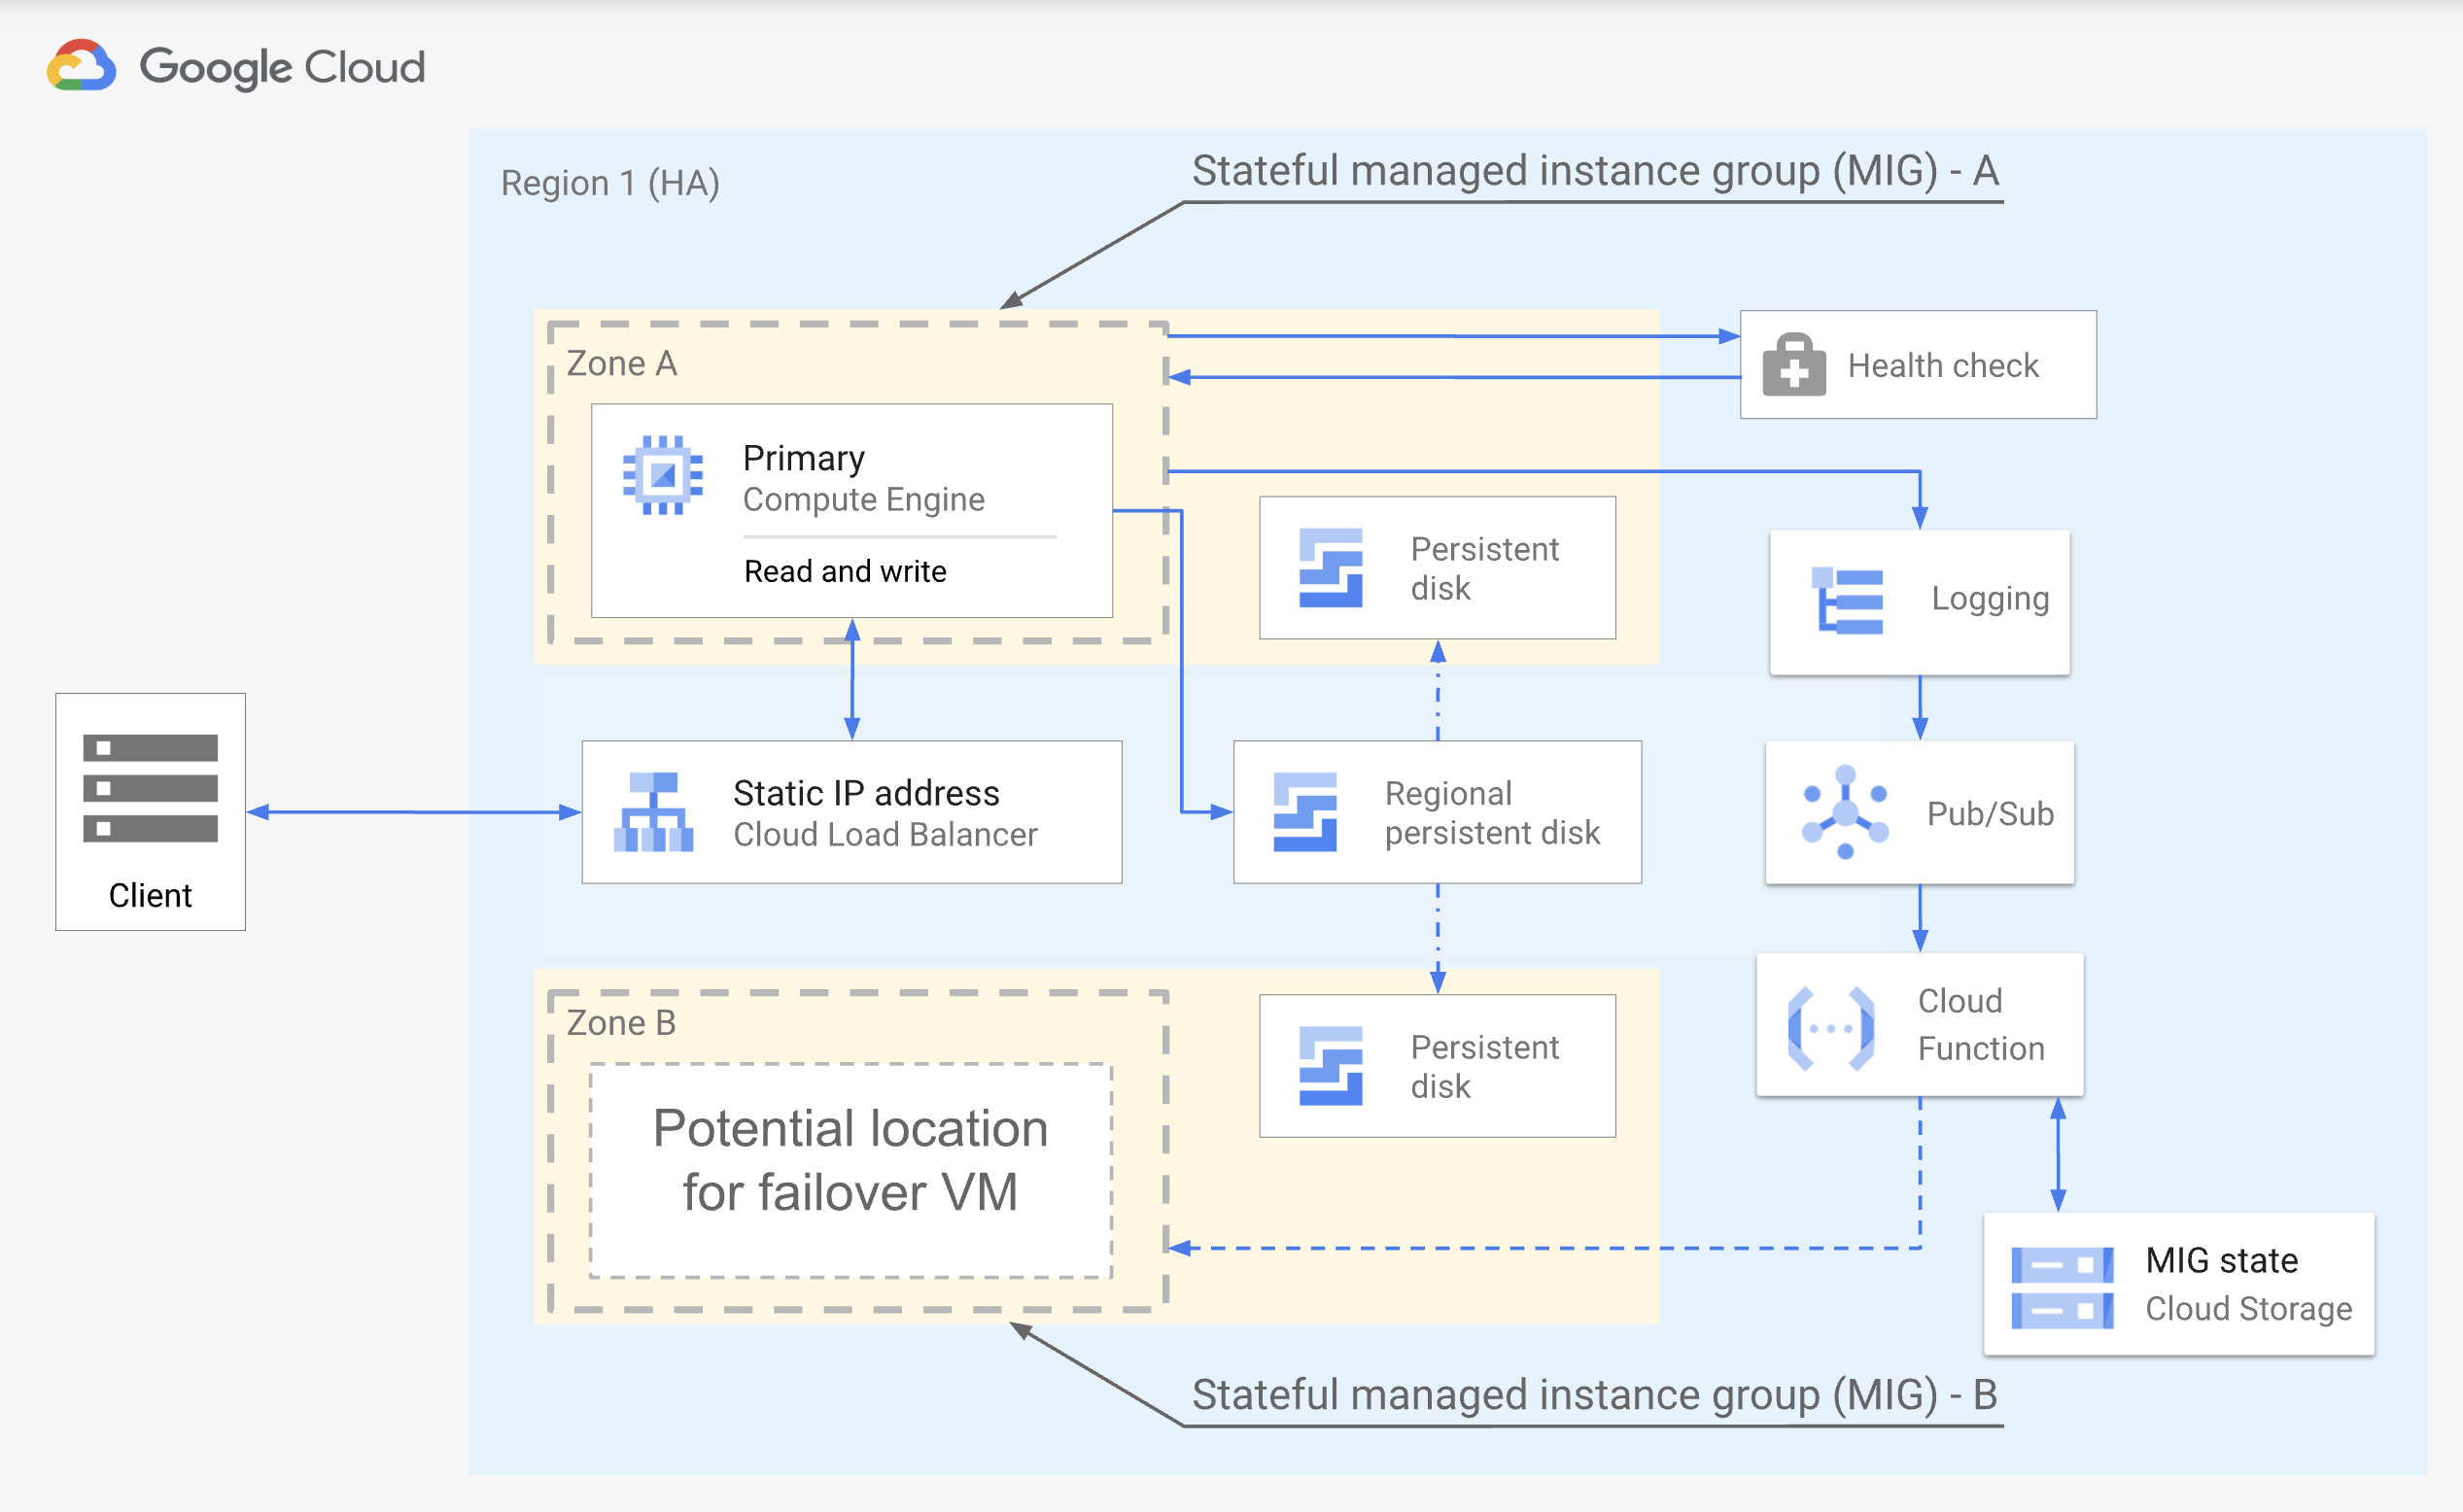 Google Cloud
Region 1 (HA)
Stateful managed instance group (MIG) - A
Zone A
Health check
Primary
Compute Engine
Read and write
Persistent
disk
Logging
Client
Static IP address
Cloud Load Balancer
Regional
persistent disk
Pub/Sub
Zone B
Potential location
for failover VM
Persistent
disk
Cloud
Function
MIG state
Cloud Storage
Stateful managed instance group (MIG) - B